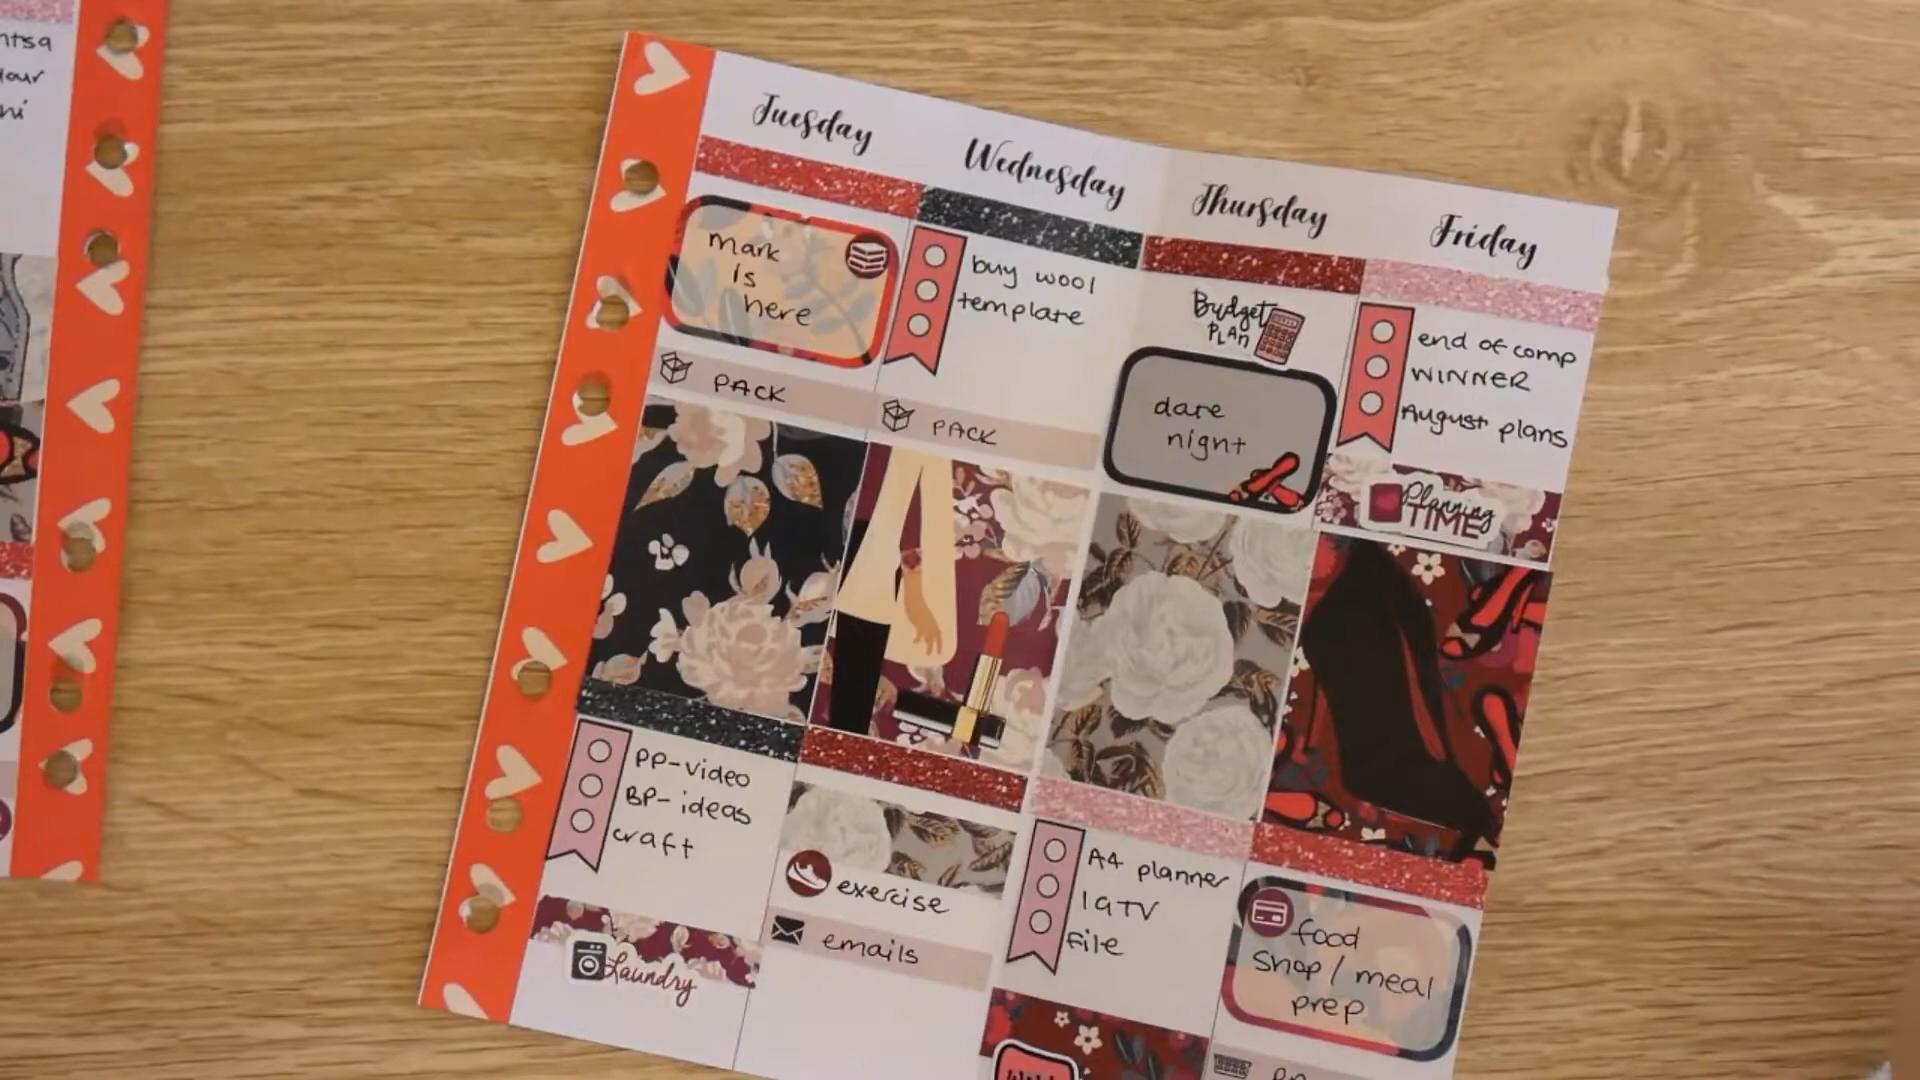 Tuesday
Wednesday
Thursday
Friday
mark
is
here
PACK
PP-video
BP-ideas
craft
Laundry
buy wool
template
PACK
exercise
emails
Budget
PLAN
date
night
A4 planner
IGTV
File
end of comp
WINNER
August plans
Planning
TIME
food
shop / meal
prep